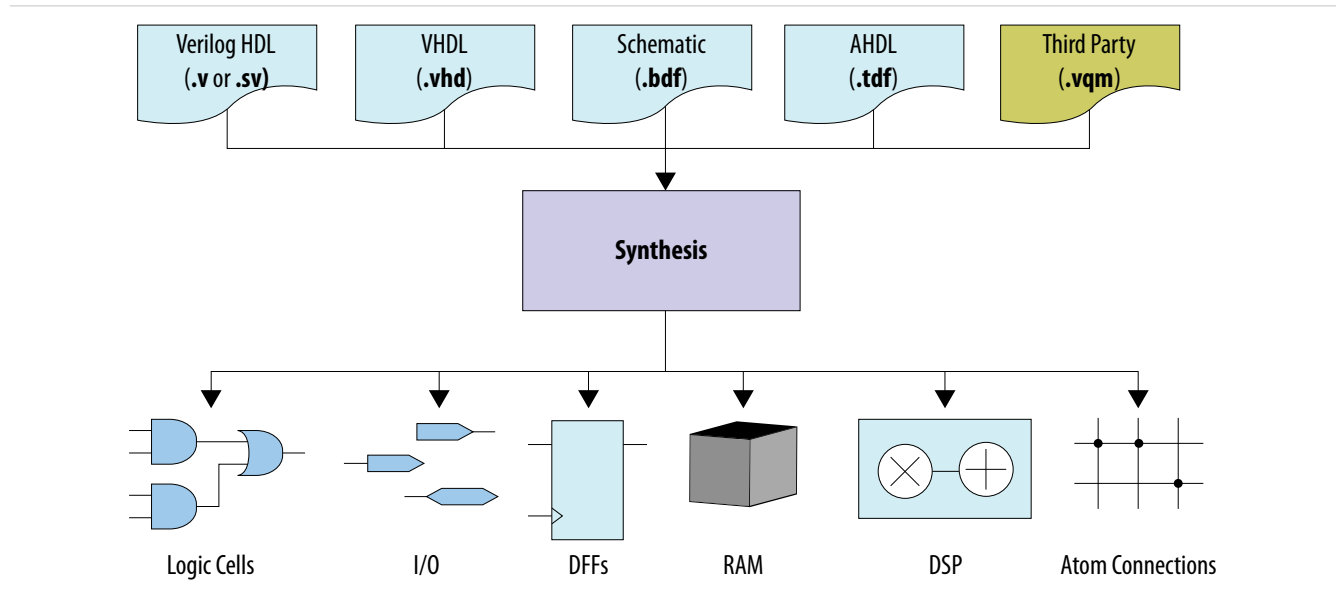 Verilog HDL
(.v or .sv)
VHDL
(.vhd)
Schematic
(.bdf)
AHDL
(.tdf)
Third Party
(.vqm)
Synthesis
Logic Cells
I/O
DFFs
RAM
DSP
Atom Connections